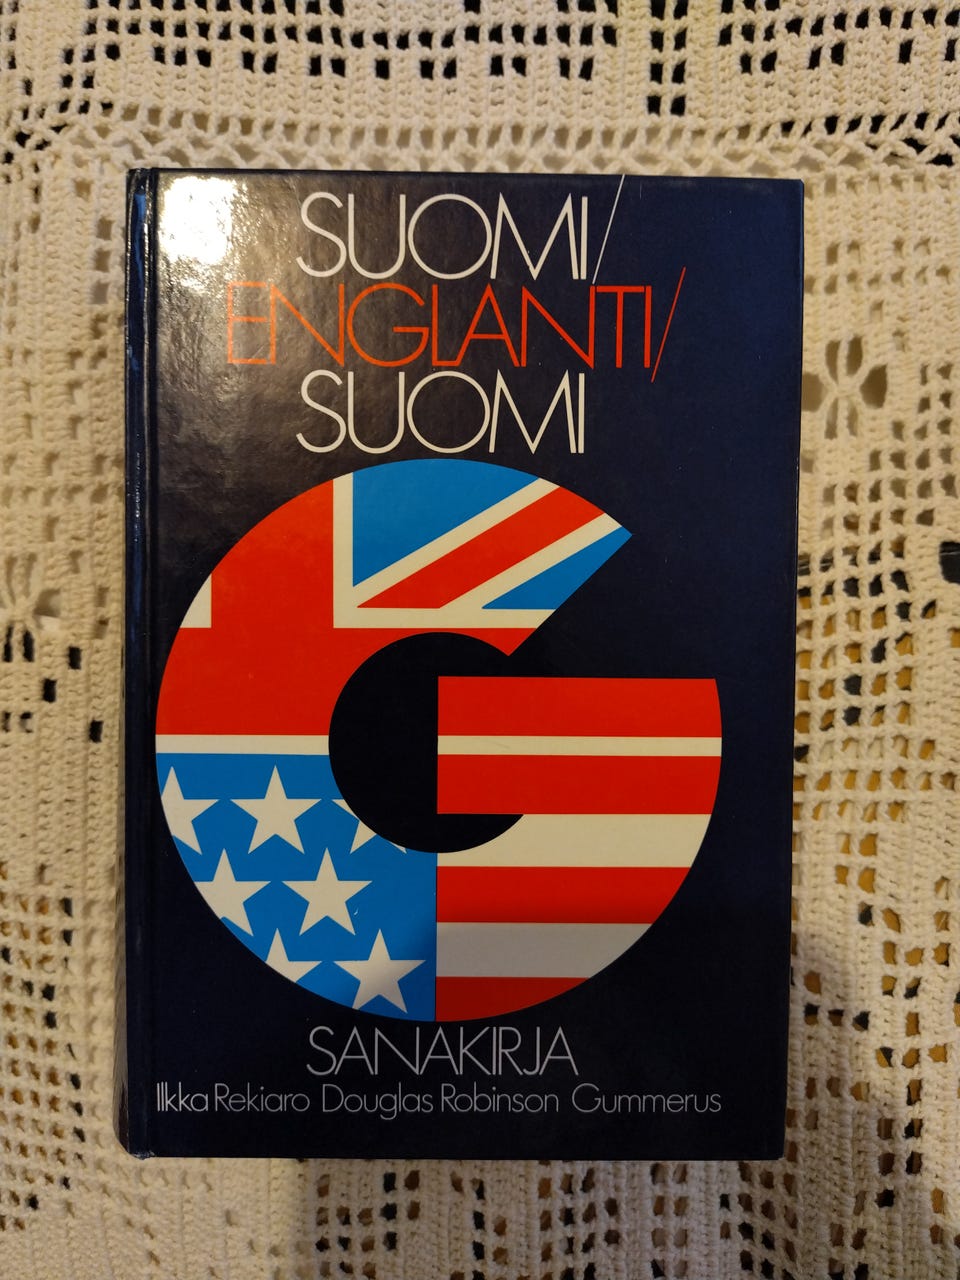 SUOMI/
ENGLANTI/
SUOMI
G
SANAKIRJA
Ilkka Rekiaro Douglas Robinson Gummerus